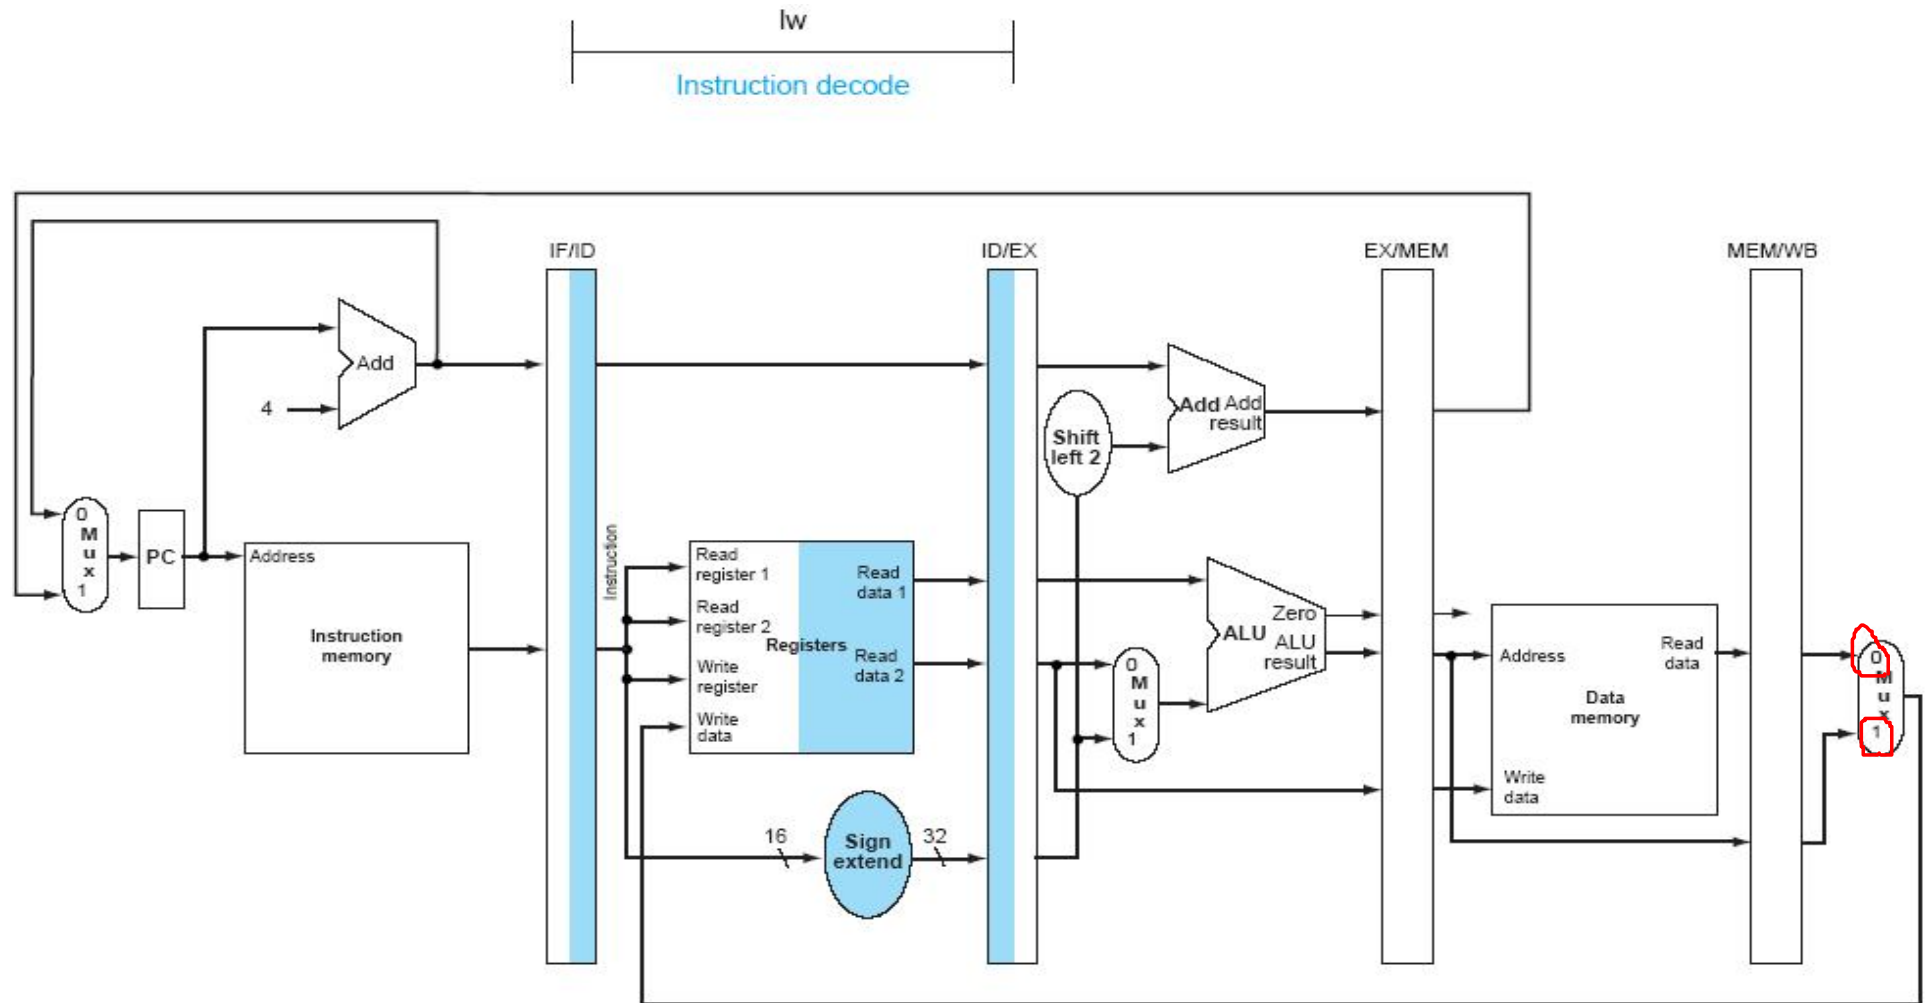 lw
Instruction decode
IF/ID
ID/EX
EX/MEM
MEM/WB
Add
4
Add Add
result
Shift
left 2
0
M
u
x
1
PC
Address
Instruction
memory
Instruction
Read
register 1
Read
register 2
Write
register
Write
data
Registers
Read
data 1
Read
data 2
16
Sign
extend
32
0
M
u
x
1
ALU
Zero
ALU
result
Address
Read
data
Data
memory
Write
data
0
M
u
x
1